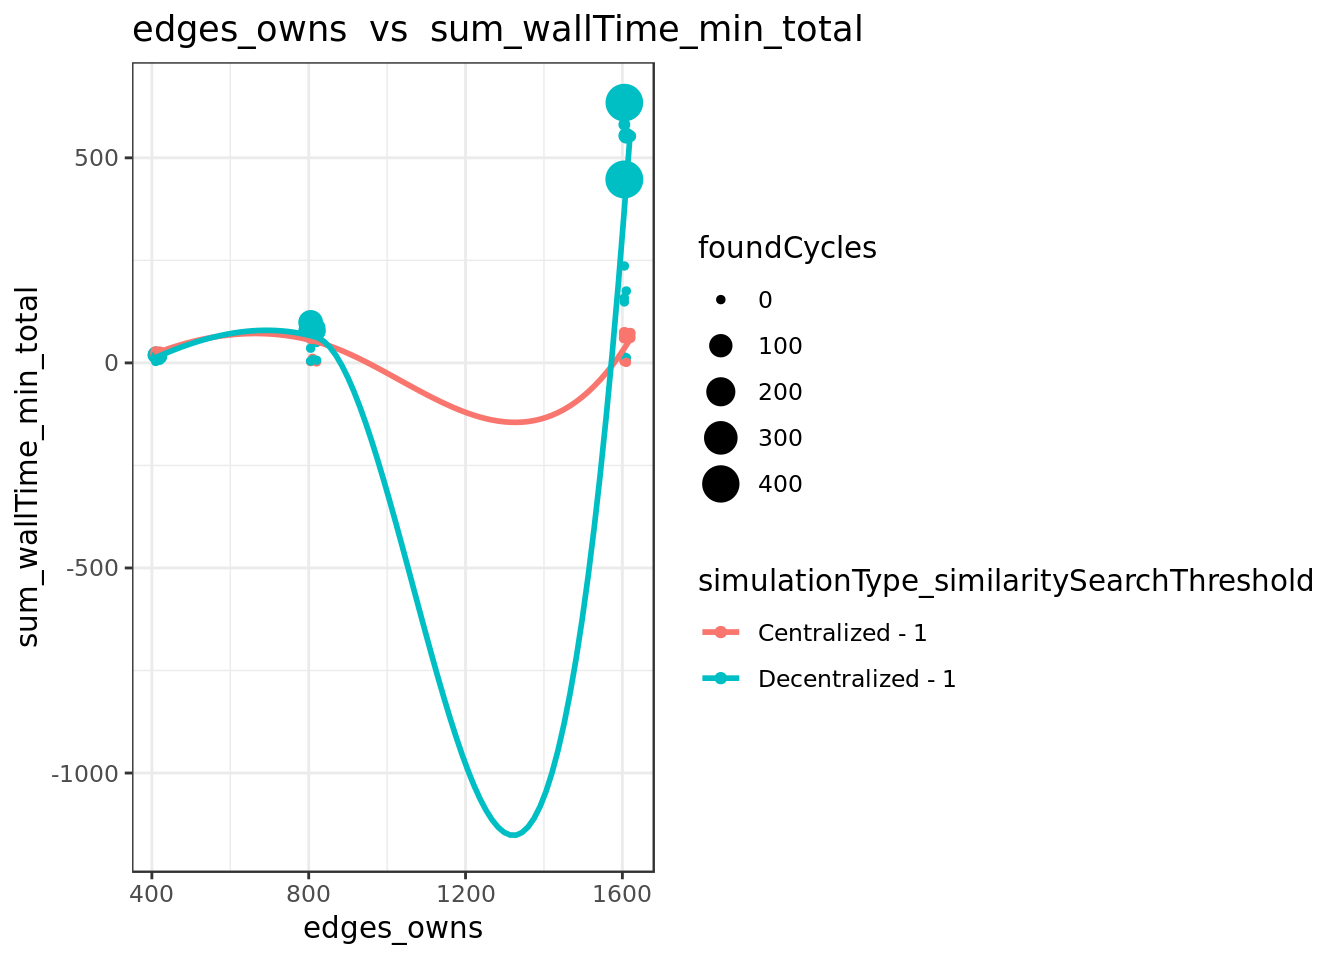 edges_owns  vs  sum_wallTime_min_total
sum_wallTime_min_total
500
0
-500
-1000
400
800
1200
1600
edges_owns
foundCycles
0
100
200
300
400
simulationType_similaritySearchThreshold
Centralized - 1
Decentralized - 1